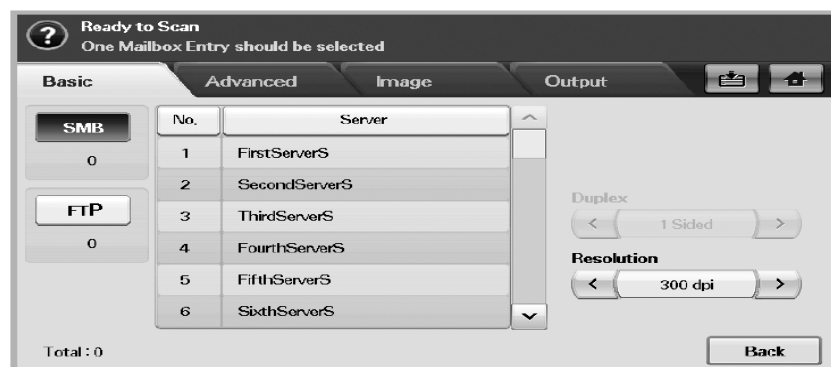 Ready to Scan
One Mailbox Entry should be selected
Basic Advanced Image Output
SMB
0
FTP
0
No. Server
1 FirstServerS
2 SecondServerS
3 ThirdServerS
4 FourthServerS
5 FifthServerS
6 SixthServerS
Duplex
1 Sided
Resolution
300 dpi
Total : 0
Back